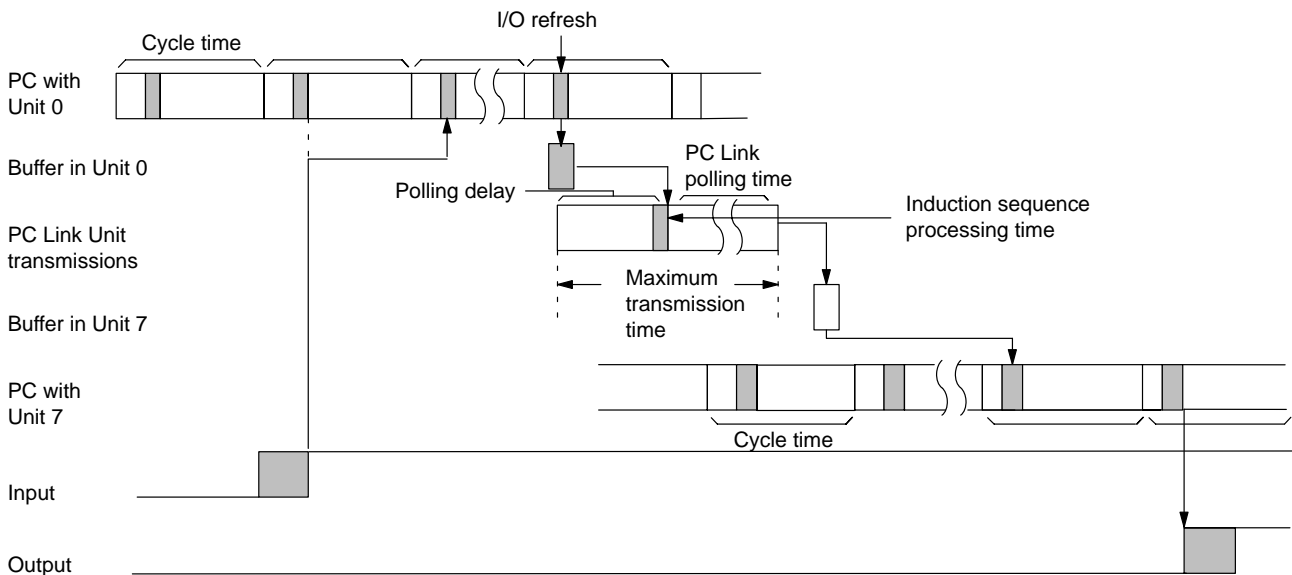 I/O refresh
Cycle time
PC with
Unit 0
Buffer in Unit 0
PC Link
polling time
Polling delay
Induction sequence
processing time
PC Link Unit
transmissions
Maximum
transmission
time
Buffer in Unit 7
PC with
Unit 7
Cycle time
Input
Output